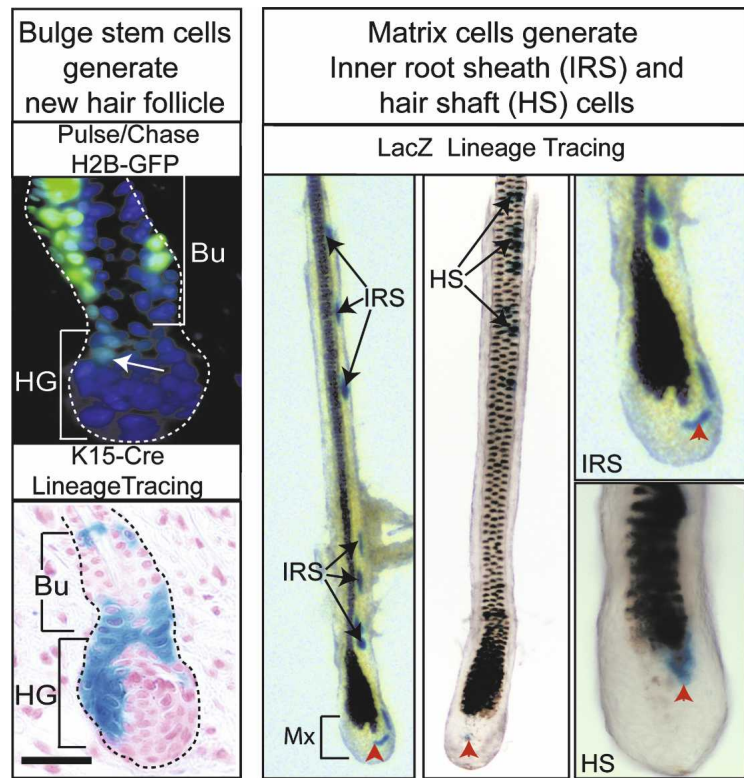 Bulge stem cells
generate
new hair follicle
Pulse/Chase
H2B-GFP
Bu
HG
K15-Cre
LineageTracing
Bu
HG
Matrix cells generate
Inner root sheath (IRS) and
hair shaft (HS) cells
LacZ Lineage Tracing
IRS
IRS
Mx
HS
IRS
HS